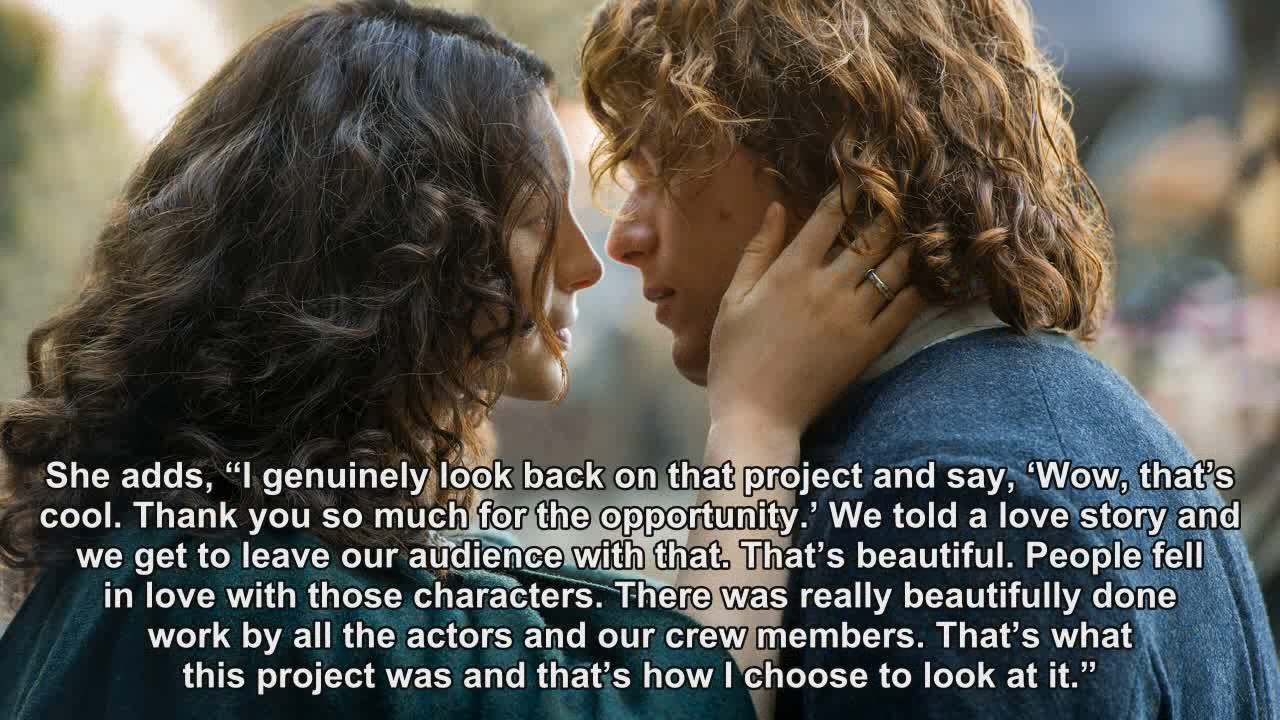 She adds, “I genuinely look back on that project and say, ‘Wow, that’s
cool. Thank you so much for the opportunity.’ We told a love story and
we get to leave our audience with that. That’s beautiful. People fell
in love with those characters. There was really beautifully done
work by all the actors and our crew members. That’s what
this project was and that’s how I choose to look at it.”